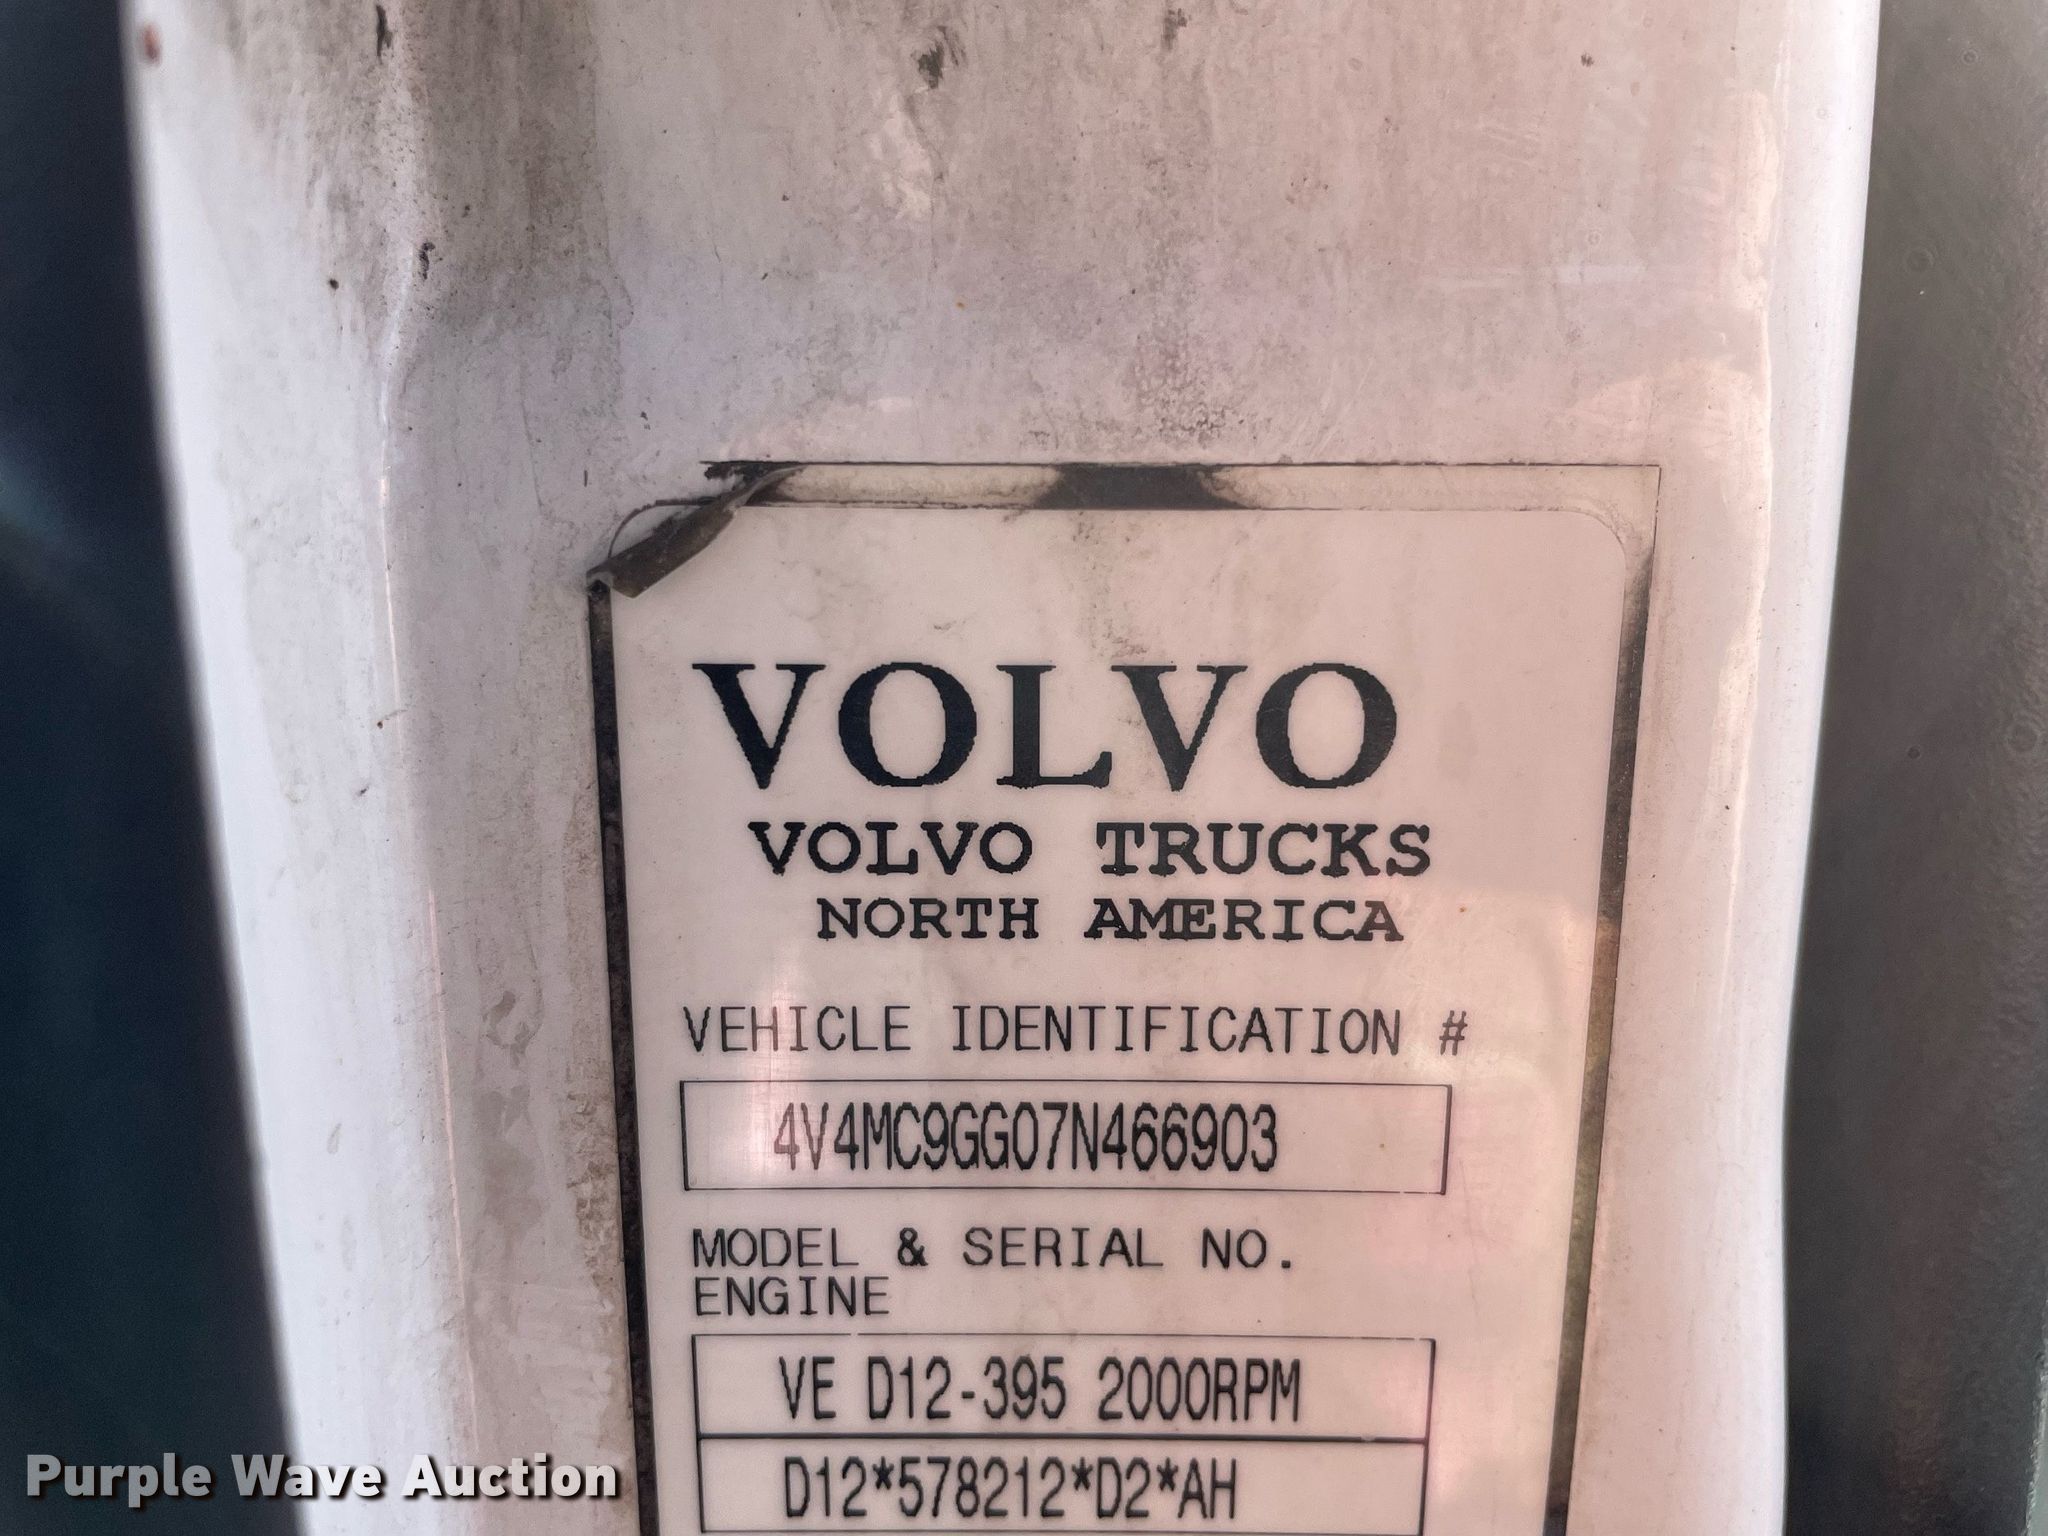 VOLVO
VOLVO TRUCKS
NORTH AMERICA
VEHICLE IDENTIFICATION #
4V4MC9GG07N466903
MODEL & SERIAL NO.
ENGINE
VE D12-395 2000RPM
D12*578212*D2*AH
Purple Wave Auction